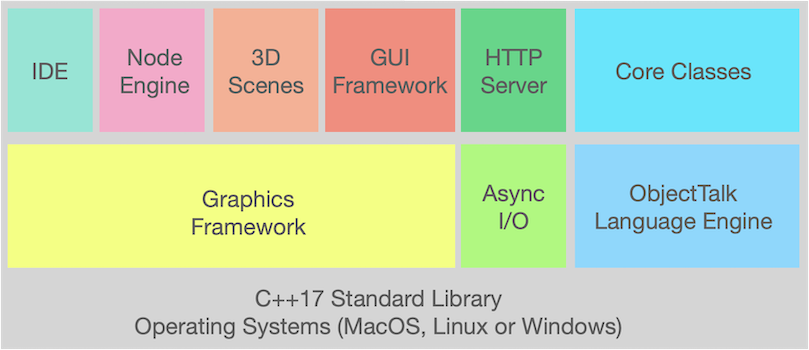 IDE
Node
Engine
3D
Scenes
GUI
Framework
HTTP
Server
Core Classes
Graphics
Framework
Async
I/O
ObjectTalk
Language Engine
C++17 Standard Library
Operating Systems (MacOS, Linux or Windows)